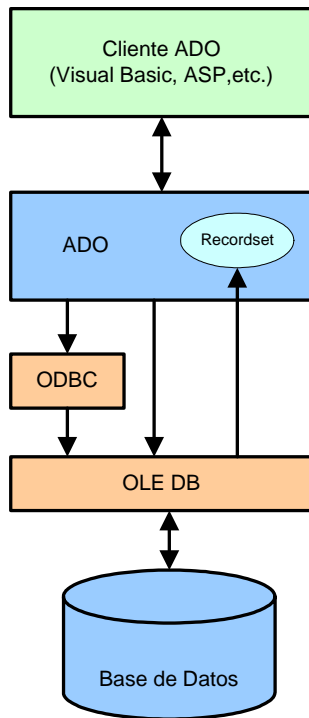 Cliente ADO
(Visual Basic, ASP,etc.)
ADO
Recordset
ODBC
OLE DB
Base de Datos